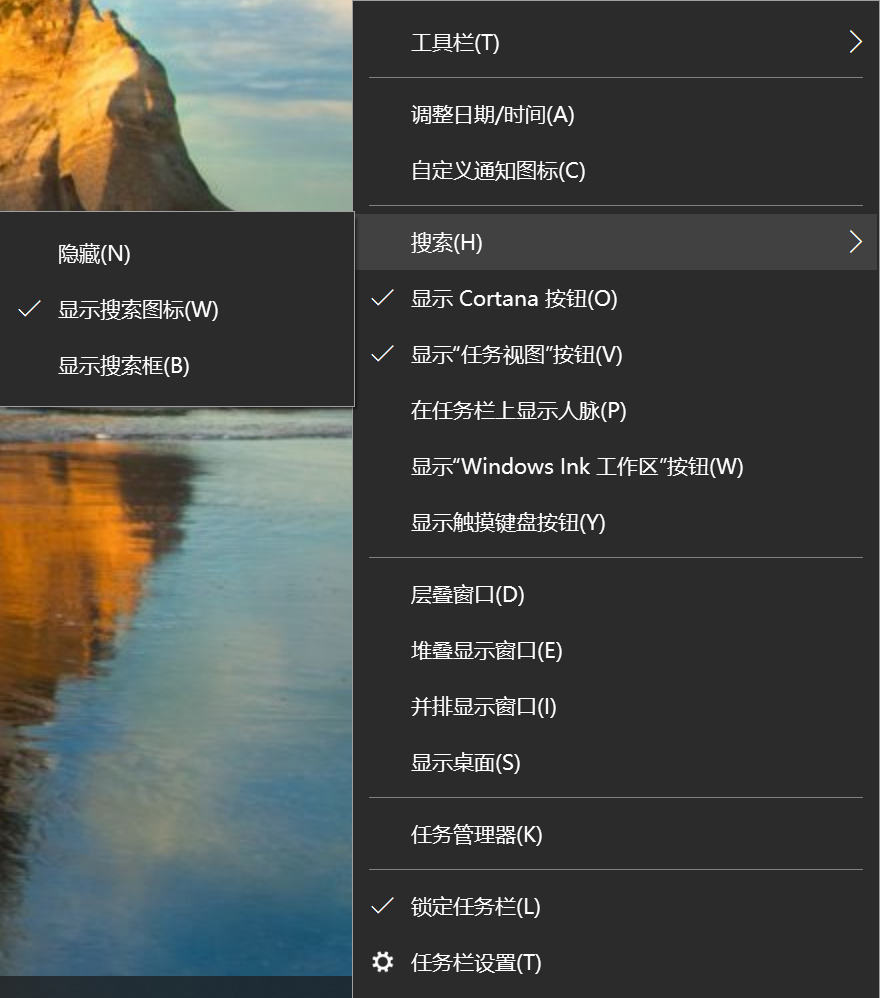 工具栏(T)
调整日期/时间(A)
自定义通知图标(C)
搜索(H)
隐藏(N)
显示搜索图标(W)
显示搜索框(B)
显示 Cortana 按钮(O)
显示“任务视图”按钮(V)
在任务栏上显示人脉(P)
显示“Windows Ink 工作区”按钮(W)
显示触摸键盘按钮(Y)
层叠窗口(D)
堆叠显示窗口(E)
并排显示窗口(I)
显示桌面(S)
任务管理器(K)
锁定任务栏(L)
任务栏设置(T)